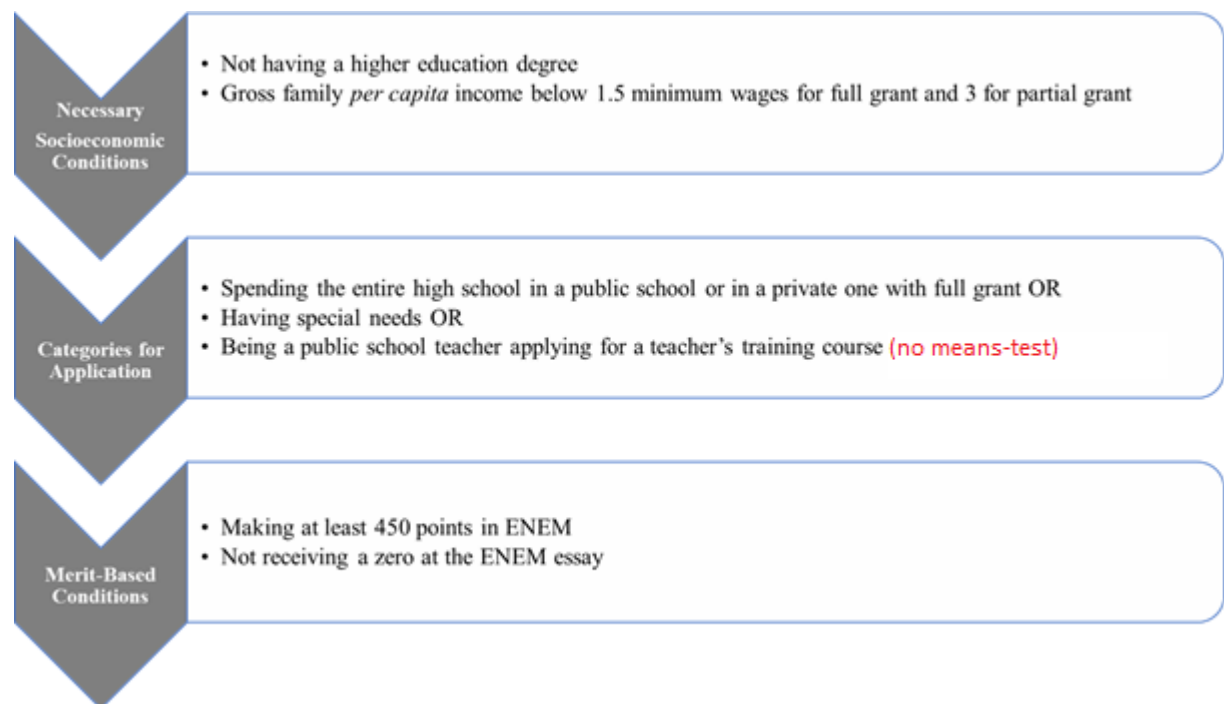 Necessary
Socioeconomic
Conditions
• Not having a higher education degree
• Gross family per capita income below 1.5 minimum wages for full grant and 3 for partial grant
Categories for
Application
• Spending the entire high school in a public school or in a private one with full grant OR
• Having special needs OR
• Being a public school teacher applying for a teacher's training course (no means-test)
Merit-Based
Conditions
• Making at least 450 points in ENEM
• Not receiving a zero at the ENEM essay